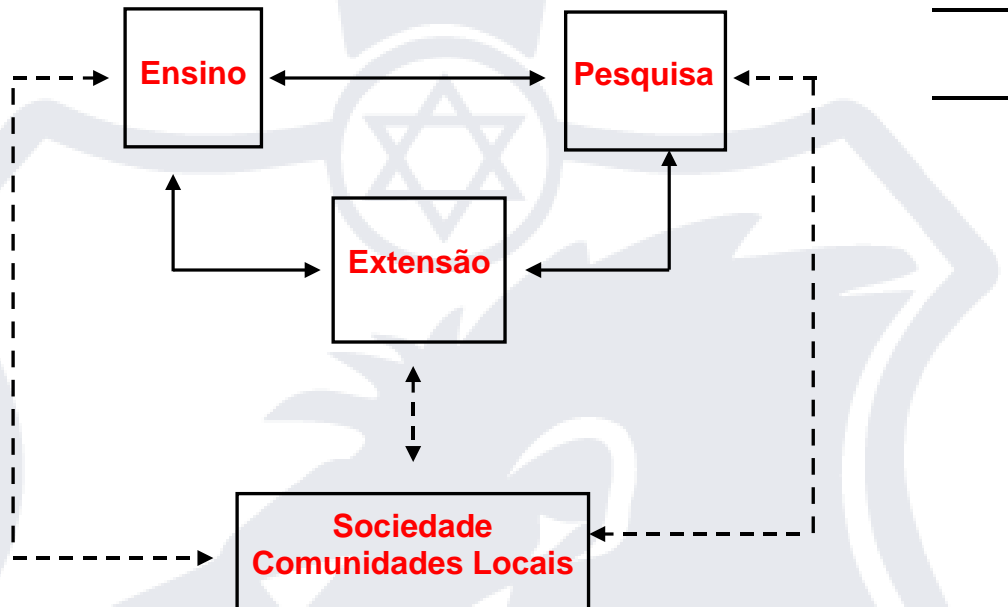 Ensino
Pesquisa
Extensão
Sociedade
Comunidades Locais